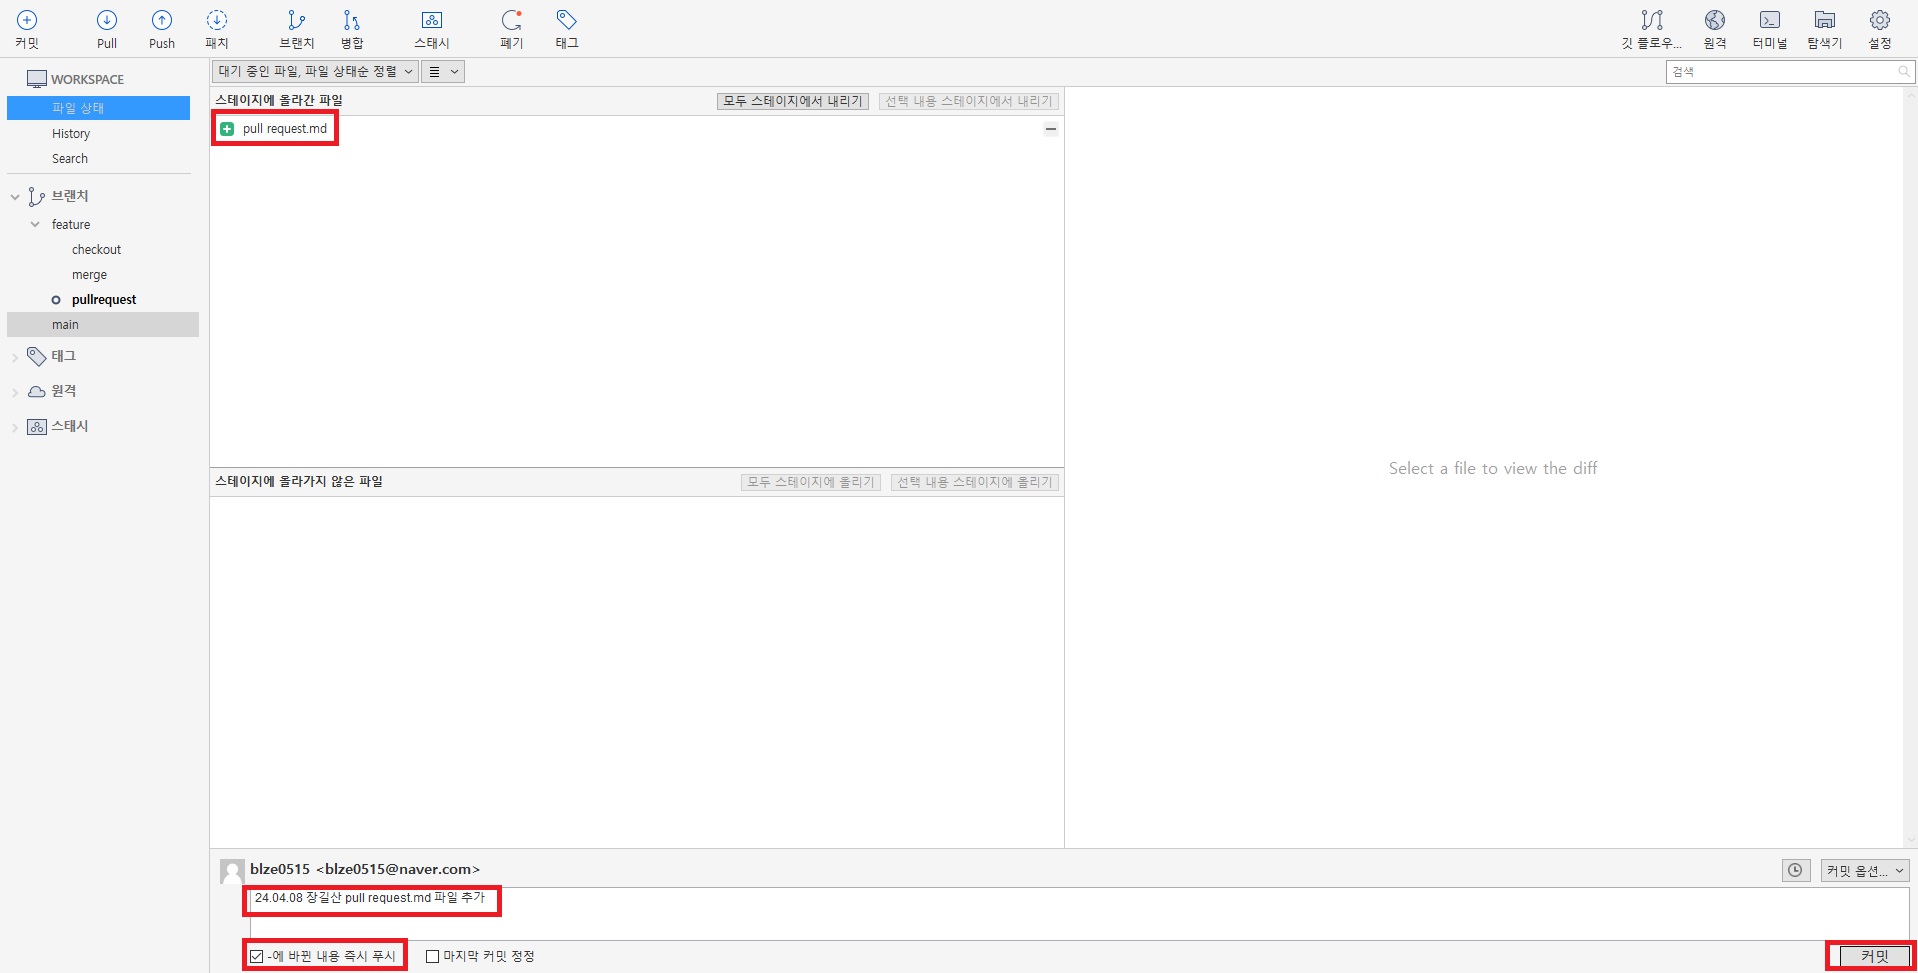 커밋 Pull Push 패치 브랜치 병합 스태시 폐기 태그 깃 플로우... 원격 터미널 탐색기 설정
WORKSPACE
파일 상태
History
Search
브랜치
feature
checkout
merge
pullrequest
main
태그
원격
스태시
대기 중인 파일, 파일 상태순 정렬
검색
스테이지에 올라간 파일 모두 스테이지에서 내리기 선택 내용 스테이지에서 내리기
pull request.md
스테이지에 올라가지 않은 파일 모두 스테이지에 올리기 선택 내용 스테이지에 올리기
Select a file to view the diff
blze0515 <blze0515@naver.com> 커밋 옵션...
24.04.08 장길산 pull request.md 파일 추가
-에 바뀐 내용 즉시 푸시 마지막 커밋 정정 커밋